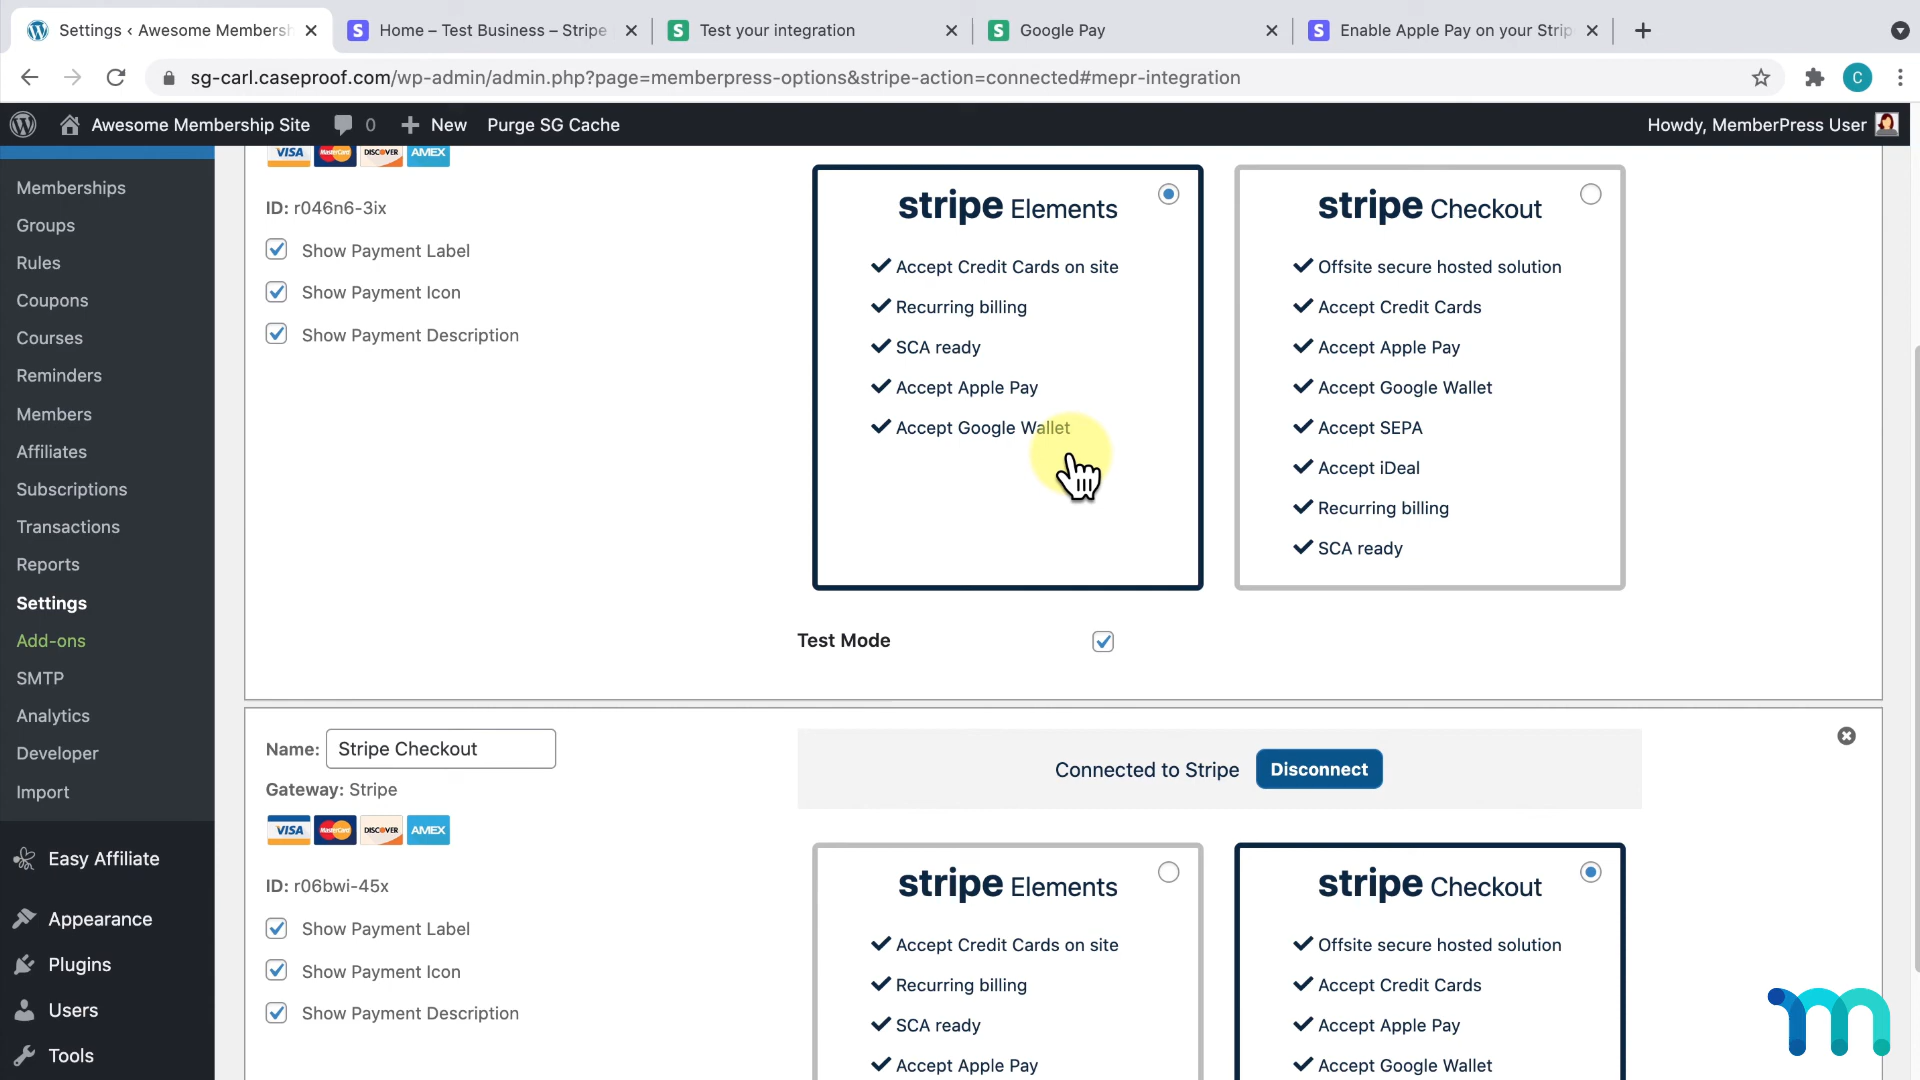 Settings ‹ Awesome Membersh
Home – Test Business – Stripe
Test your integration
Google Pay
Enable Apple Pay on your Strip
sg-carl.caseproof.com/wp-admin/admin.php?page=memberpress-options&stripe-action=connected#mepr-integration
C
Awesome Membership Site
0
New
Purge SG Cache
Howdy, MemberPress User
Memberships
Groups
Rules
Coupons
Courses
Reminders
Members
Affiliates
Subscriptions
Transactions
Reports
Settings
Add-ons
SMTP
Analytics
Developer
Import
Easy Affiliate
Appearance
Plugins
Users
Tools
VISA MasterCard DISCOVER AMEX
ID: r046n6-3ix
Show Payment Label
Show Payment Icon
Show Payment Description
stripe Elements
Accept Credit Cards on site
Recurring billing
SCA ready
Accept Apple Pay
Accept Google Wallet
stripe Checkout
Offsite secure hosted solution
Accept Credit Cards
Accept Apple Pay
Accept Google Wallet
Accept SEPA
Accept iDeal
Recurring billing
SCA ready
Test Mode
Name: Stripe Checkout
Gateway: Stripe
VISA MasterCard DISCOVER AMEX
ID: r06bwi-45x
Show Payment Label
Show Payment Icon
Show Payment Description
Connected to Stripe
Disconnect
stripe Elements
Accept Credit Cards on site
Recurring billing
SCA ready
Accept Apple Pay
stripe Checkout
Offsite secure hosted solution
Accept Credit Cards
Accept Apple Pay
Accept Google Wallet